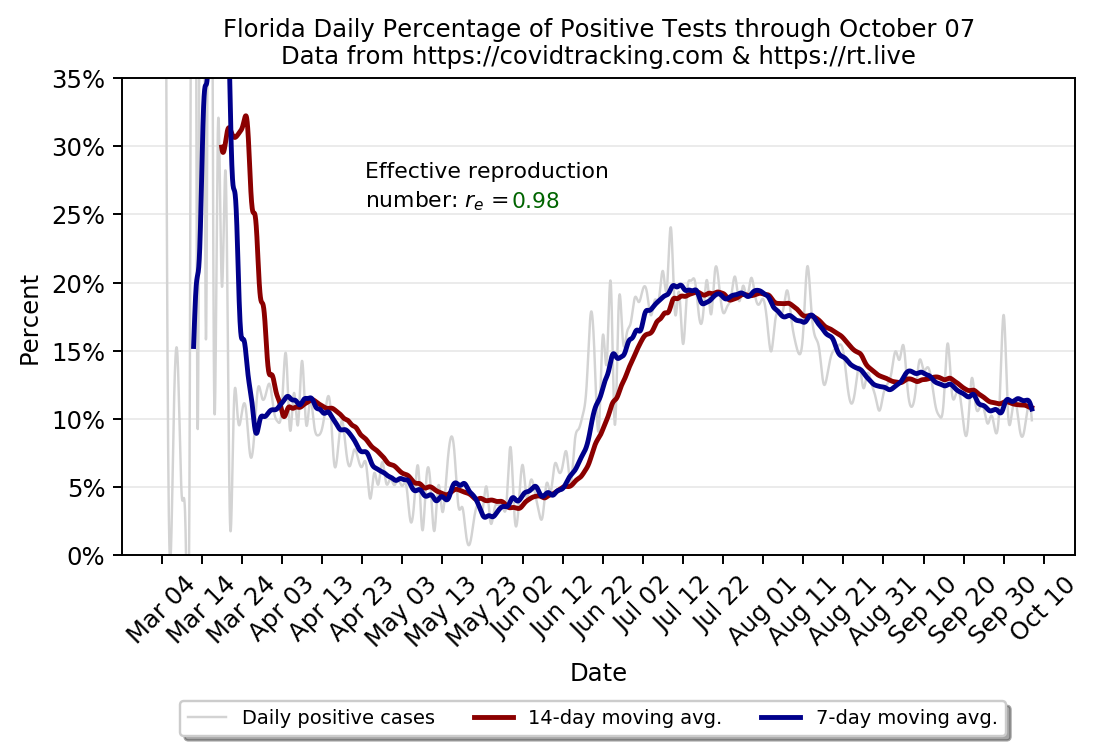 Florida Daily Percentage of Positive Tests through October 07
Data from https://covidtracking.com & https://rt.live
35%
30%
25%
20%
15%
10%
5%
0%
Percent
Effective reproduction
number: rₑ = 0.98
Mar 04
Mar 14
Mar 24
Apr 03
Apr 13
Apr 23
May 03
May 13
May 23
Jun 02
Jun 12
Jun 22
Jul 02
Jul 12
Jul 22
Aug 01
Aug 11
Aug 21
Aug 31
Sep 10
Sep 20
Sep 30
Oct 10
Date
Daily positive cases
14-day moving avg.
7-day moving avg.